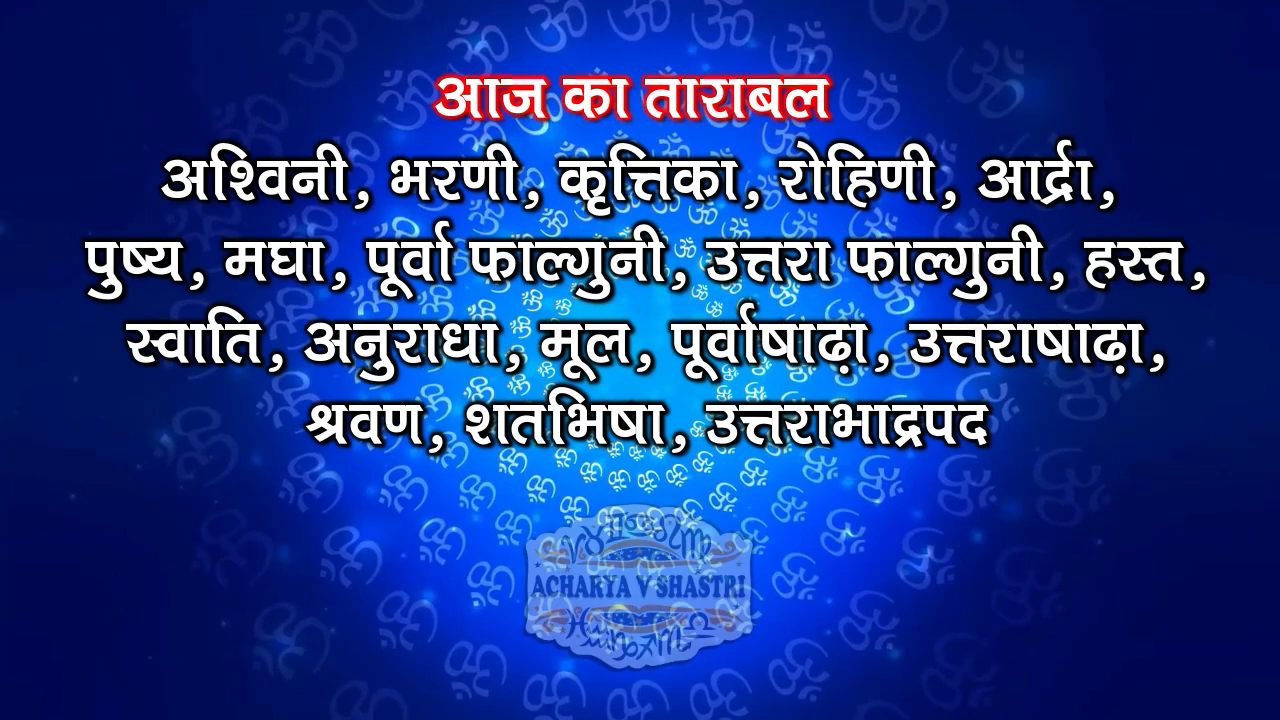 आज का ताराबल
अश्विनी, भरणी, कृत्तिका, रोहिणी, आर्द्रा,
पुष्य, मघा, पूर्वा फाल्गुनी, उत्तरा फाल्गुनी, हस्त,
स्वाति, अनुराधा, मूल, पूर्वाषाढ़ा, उत्तराषाढ़ा,
श्रवण, शतभिषा, उत्तराभाद्रपद
ACHARYA V SHASTRI